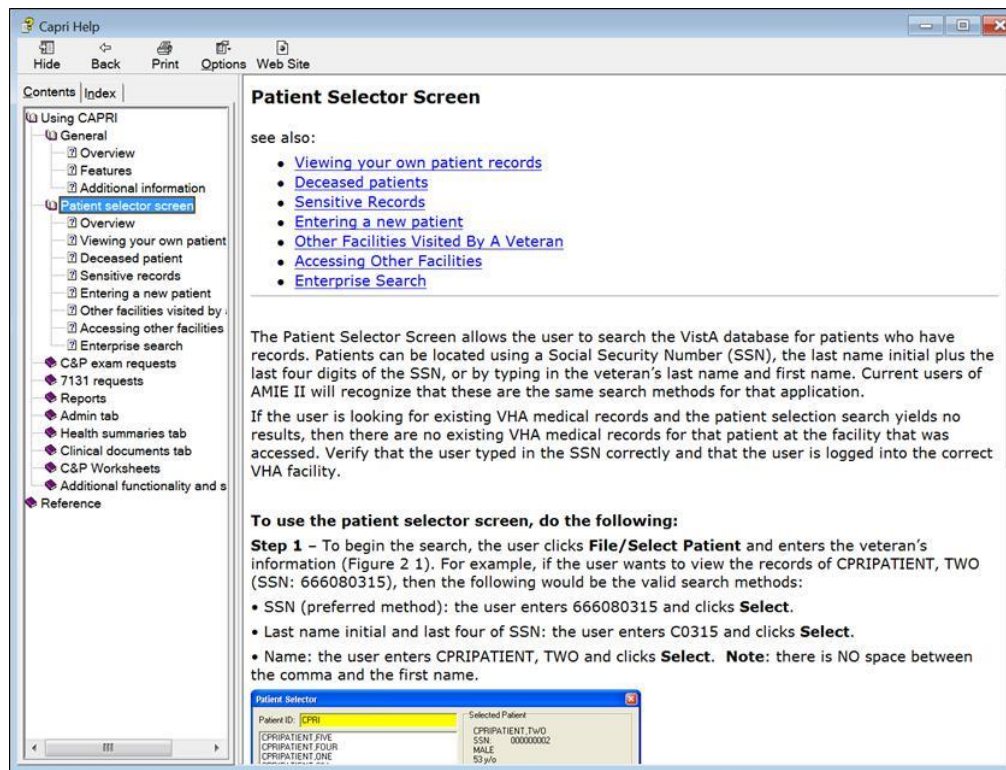 Capri Help
Hide Back Print Options Web Site
Contents Index
Using CAPRI
General
Overview
Features
Additional information
Patient selector screen
Overview
Viewing your own patient
Deceased patient
Sensitive records
Entering a new patient
Other facilities visited by
Accessing other facilities
Enterprise search
C&P exam requests
7131 requests
Reports
Admin tab
Health summaries tab
Clinical documents tab
C&P Worksheets
Additional functionality and s
Reference
Patient Selector Screen
see also:
• Viewing your own patient records
• Deceased patients
• Sensitive Records
• Entering a new patient
• Other Facilities Visited By A Veteran
• Accessing Other Facilities
• Enterprise Search
The Patient Selector Screen allows the user to search the VistA database for patients who have
records. Patients can be located using a Social Security Number (SSN), the last name initial plus the
last four digits of the SSN, or by typing in the veteran's last name and first name. Current users of
AMIE II will recognize that these are the same search methods for that application.
If the user is looking for existing VHA medical records and the patient selection search yields no
results, then there are no existing VHA medical records for that patient at the facility that was
accessed. Verify that the user typed in the SSN correctly and that the user is logged into the correct
VHA facility.
To use the patient selector screen, do the following:
Step 1 – To begin the search, the user clicks File/Select Patient and enters the veteran's
information (Figure 2 1). For example, if the user wants to view the records of CPRIPATIENT, TWO
(SSN: 666080315), then the following would be the valid search methods:
• SSN (preferred method): the user enters 666080315 and clicks Select.
• Last name initial and last four of SSN: the user enters C0315 and clicks Select.
• Name: the user enters CPRIPATIENT, TWO and clicks Select. Note: there is NO space between
the comma and the first name.
Patient Selector
Patient ID: CPRI
CPRIPATIENT,FIVE
CPRIPATIENT,FOUR
CPRIPATIENT,ONE
Selected Patient
CPRIPATIENT,TWO
SSN: 000000002
MALE
53 y/o